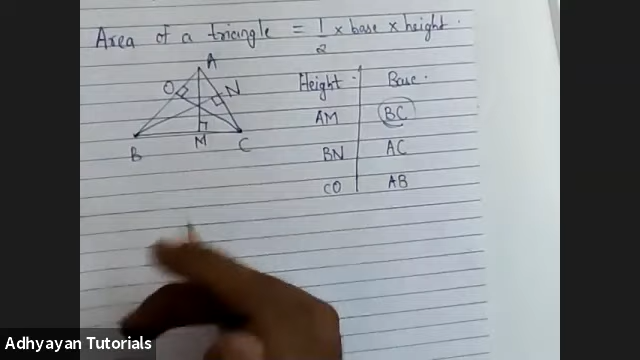 Area of a triangle = 1/2 × base × height.
A
O
N
B
M
C
Height. Base.
AM BC
BN AC
CO AB
Adhyayan Tutorials